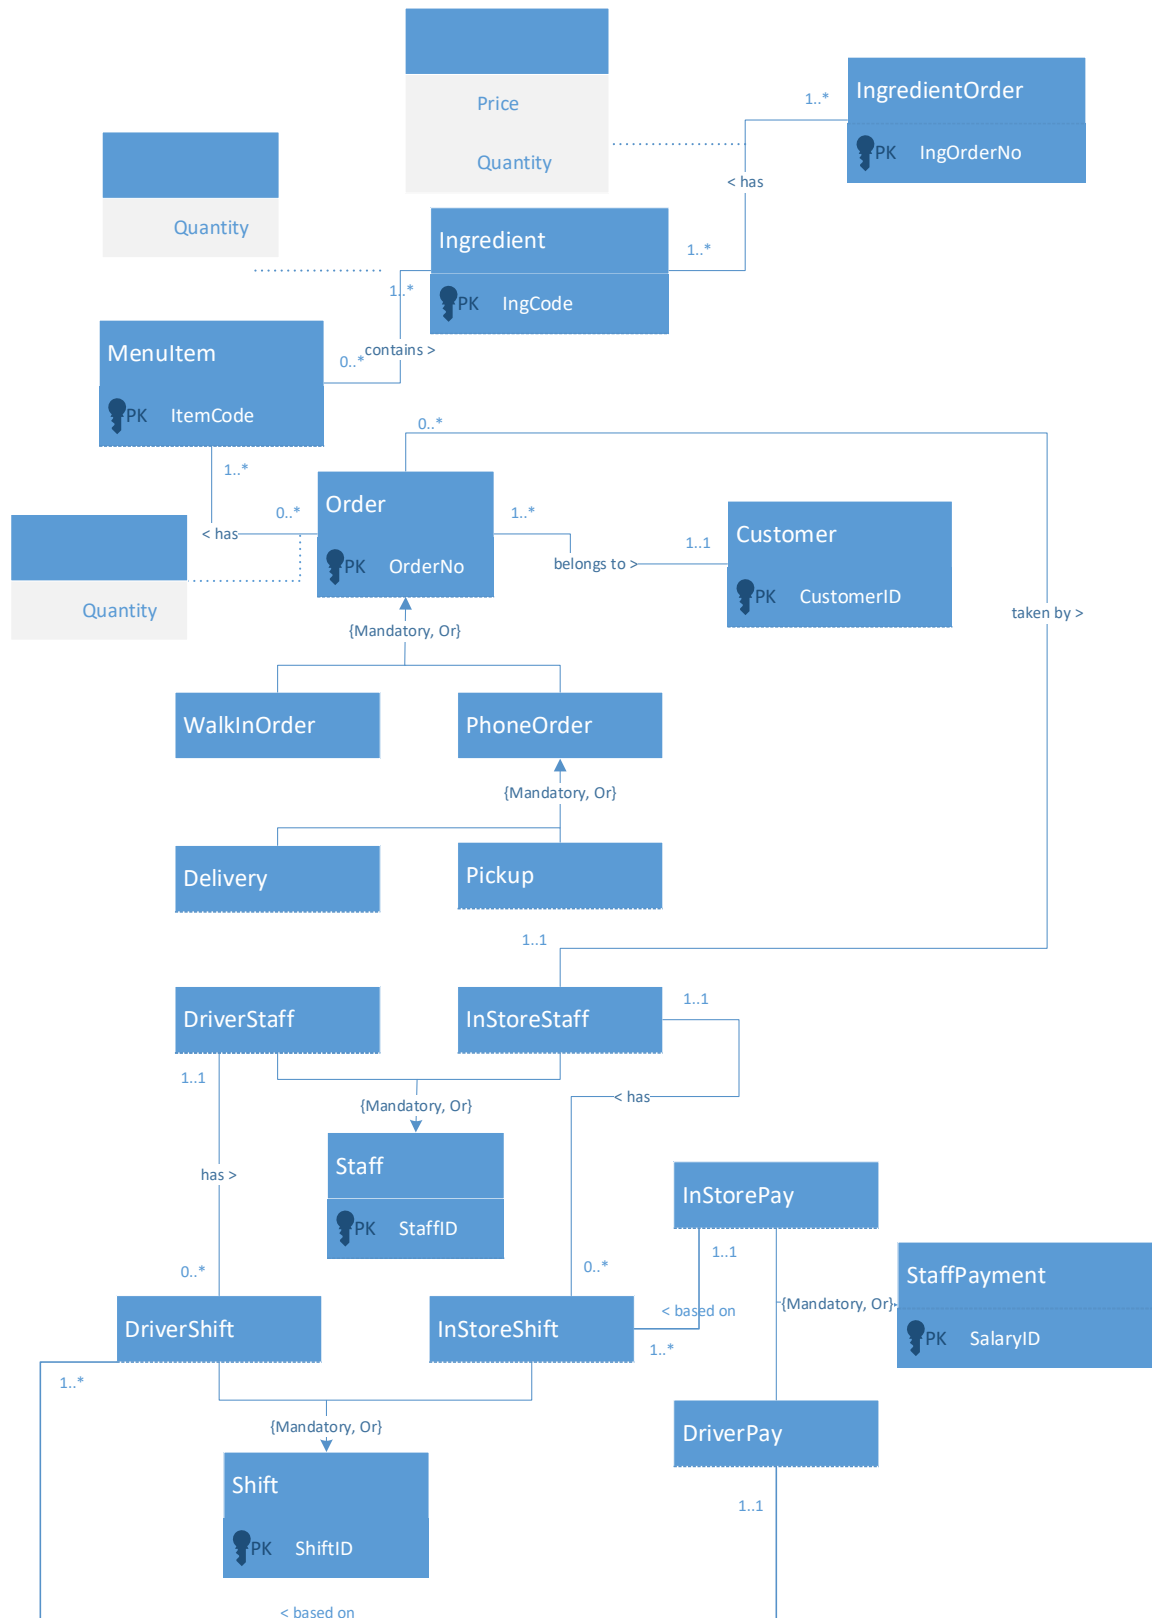 Price
Quantity
1..*
IngredientOrder
PK IngOrderNo
< has
Quantity
Ingredient
1..*
PK IngCode
1..*
MenuItem
0..*
contains >
PK ItemCode
0..*
1..*
Order
0..*
1..*
< has
PK OrderNo
belongs to >
1..1
Customer
PK CustomerID
Quantity
taken by >
{Mandatory, Or}
WalkInOrder
PhoneOrder
{Mandatory, Or}
Delivery
Pickup
1..1
DriverStaff
InStoreStaff
1..1
1..1
{Mandatory, Or}
< has
Staff
PK StaffID
has >
InStorePay
0..*
0..*
1..1
StaffPayment
PK SalaryID
{Mandatory, Or}
< based on
DriverShift
InStoreShift
1..*
1..*
{Mandatory, Or}
DriverPay
Shift
PK ShiftID
1..1
< based on